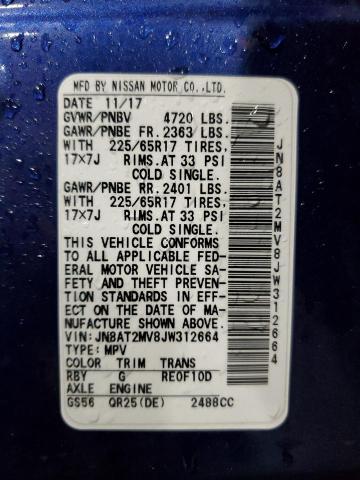 MFD BY NISSAN MOTOR CO.,LTD.
DATE 11/17
GVWR/PNBV 4720 LBS.
GAWR/PNBE FR. 2363 LBS.
WITH 225/65R17 TIRES,
17X7J RIMS.AT 33 PSI
COLD SINGLE.
GAWR/PNBE RR. 2401 LBS.
WITH 225/65R17 TIRES,
17X7J RIMS.AT 33 PSI
COLD SINGLE.
THIS VEHICLE CONFORMS
TO ALL APPLICABLE FED-
ERAL MOTOR VEHICLE SA-
FETY AND THEFT PREVEN-
TION STANDARDS IN EFF-
ECT ON THE DATE OF MA-
NUFACTURE SHOWN ABOVE.
VIN: JN8AT2MV8JW312664
TYPE: MPV
COLOR TRIM TRANS
RBY G RE0F10D
AXLE ENGINE
GS56 QR25(DE) 2488CC
JN8AT2MV8JW312664